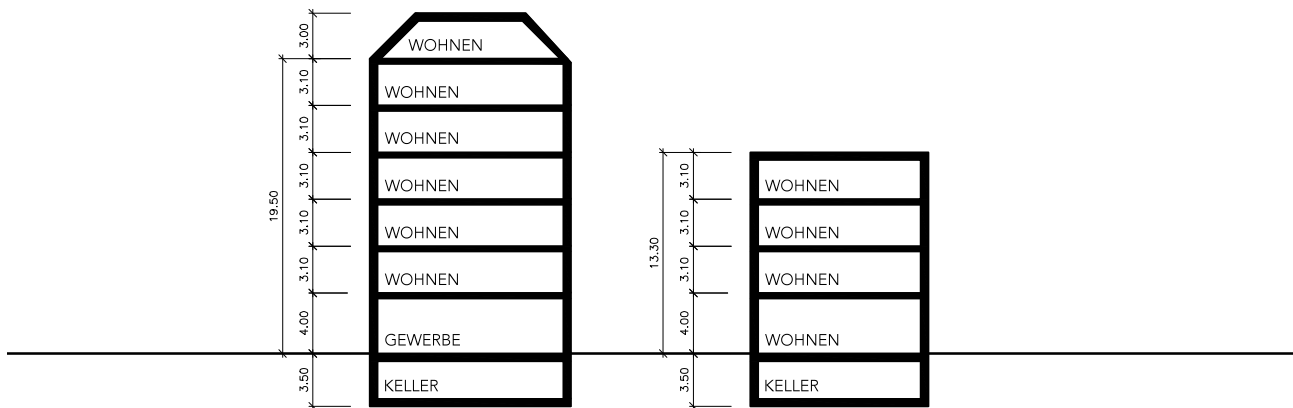 3.00
WOHNEN
3.10
WOHNEN
3.10
WOHNEN
3.10
WOHNEN
3.10
WOHNEN
3.10
WOHNEN
19.50
4.00
GEWERBE
3.50
KELLER
3.10
WOHNEN
3.10
WOHNEN
3.10
WOHNEN
13.30
4.00
WOHNEN
3.50
KELLER